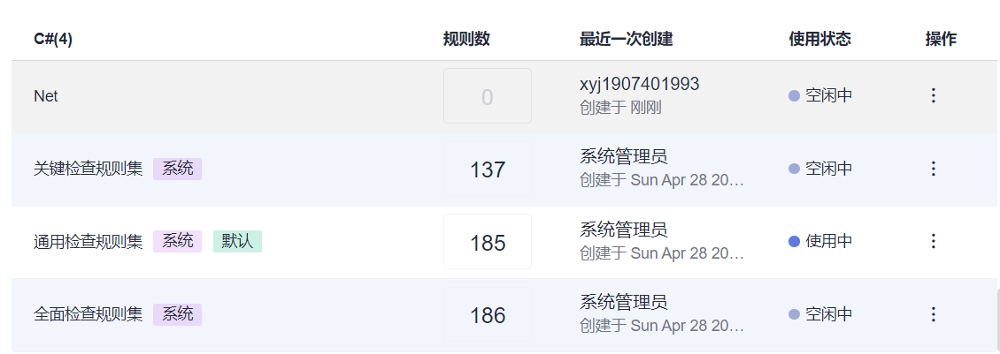 C#(4) 规则数 最近一次创建 使用状态 操作
Net 0 xyj1907401993 空闲中
创建于 刚刚
关键检查规则集 系统 137 系统管理员 空闲中
创建于 Sun Apr 28 20…
通用检查规则集 系统 默认 185 系统管理员 使用中
创建于 Sun Apr 28 20…
全面检查规则集 系统 186 系统管理员 空闲中
创建于 Sun Apr 28 20…